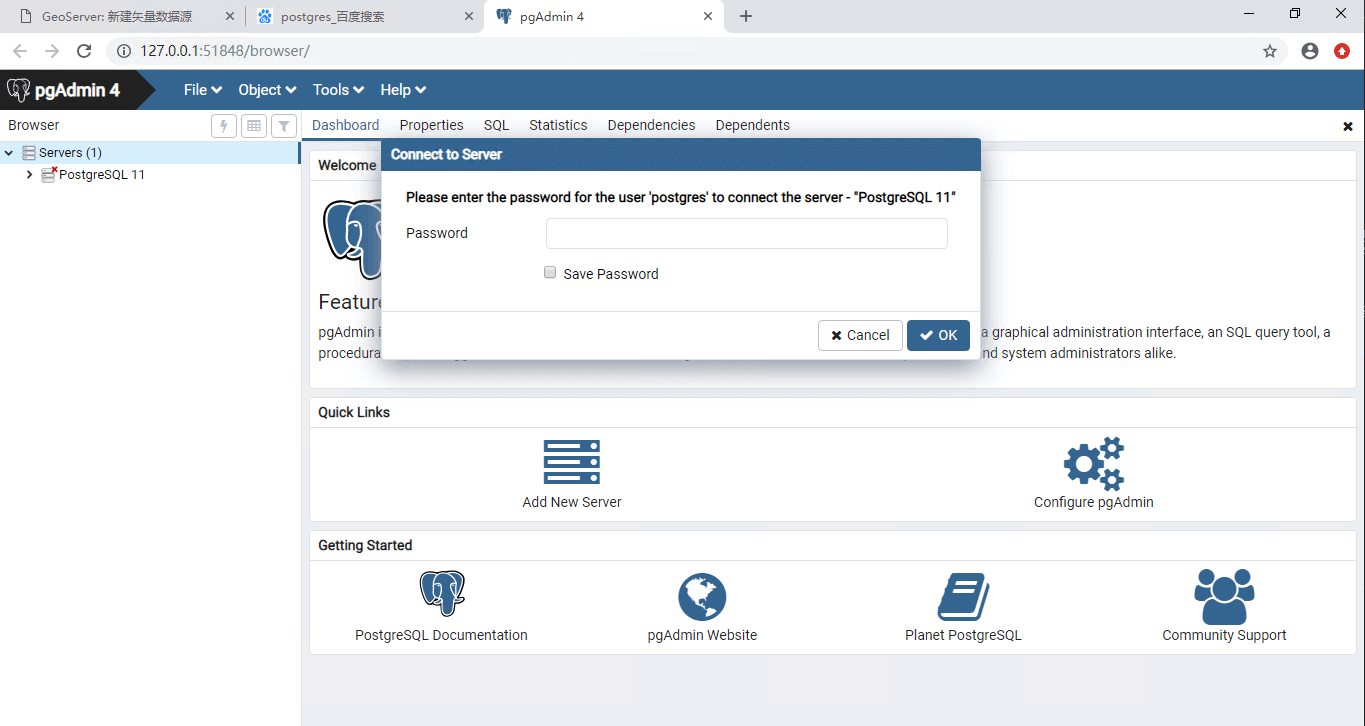 GeoServer: 新建矢量数据源
postgres_百度搜索
pgAdmin 4
127.0.0.1:51848/browser/
pgAdmin 4
File
Object
Tools
Help
Browser
Dashboard
Properties
SQL
Statistics
Dependencies
Dependents
Servers (1)
PostgreSQL 11
Welcome
Connect to Server
Please enter the password for the user 'postgres' to connect the server - "PostgreSQL 11"
Password
Save Password
Cancel
OK
Feature
pgAdmin
a graphical administration interface, an SQL query tool, a
procedura
nd system administrators alike.
Quick Links
Add New Server
Configure pgAdmin
Getting Started
PostgreSQL Documentation
pgAdmin Website
Planet PostgreSQL
Community Support